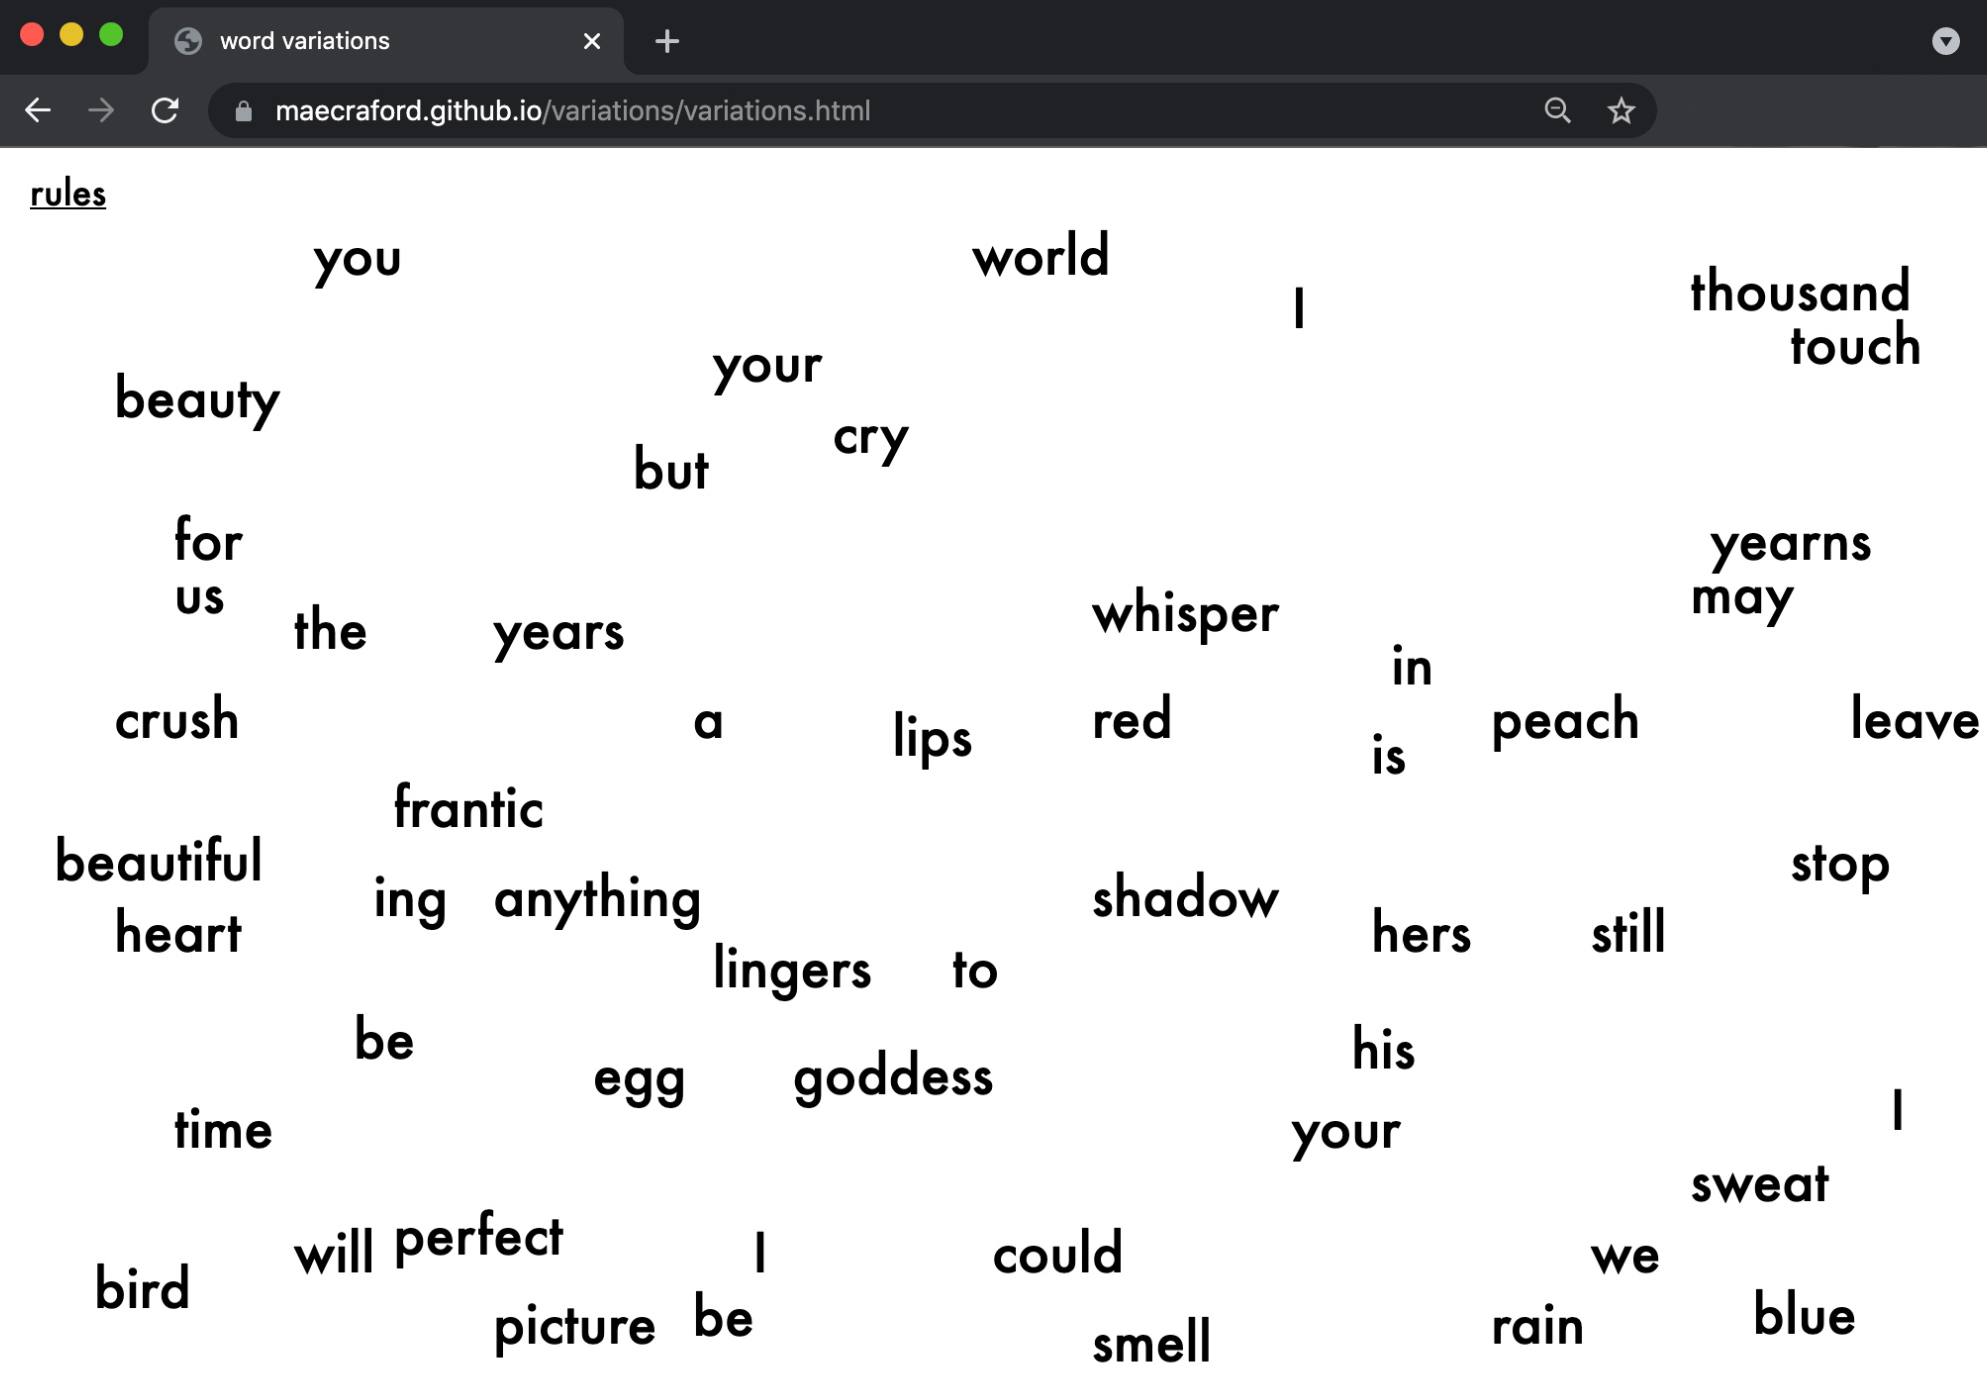 word variations
maecraford.github.io/variations/variations.html
rules
you world
I thousand
touch
your
beauty
cry
but
for yearns
us whisper may
the years
in
crush a lips red peach leave
is
frantic
beautiful stop
ing anything shadow
heart hers still
lingers to
be his
egg goddess
I
time your
sweat
will perfect I could we
bird
picture be rain blue
smell